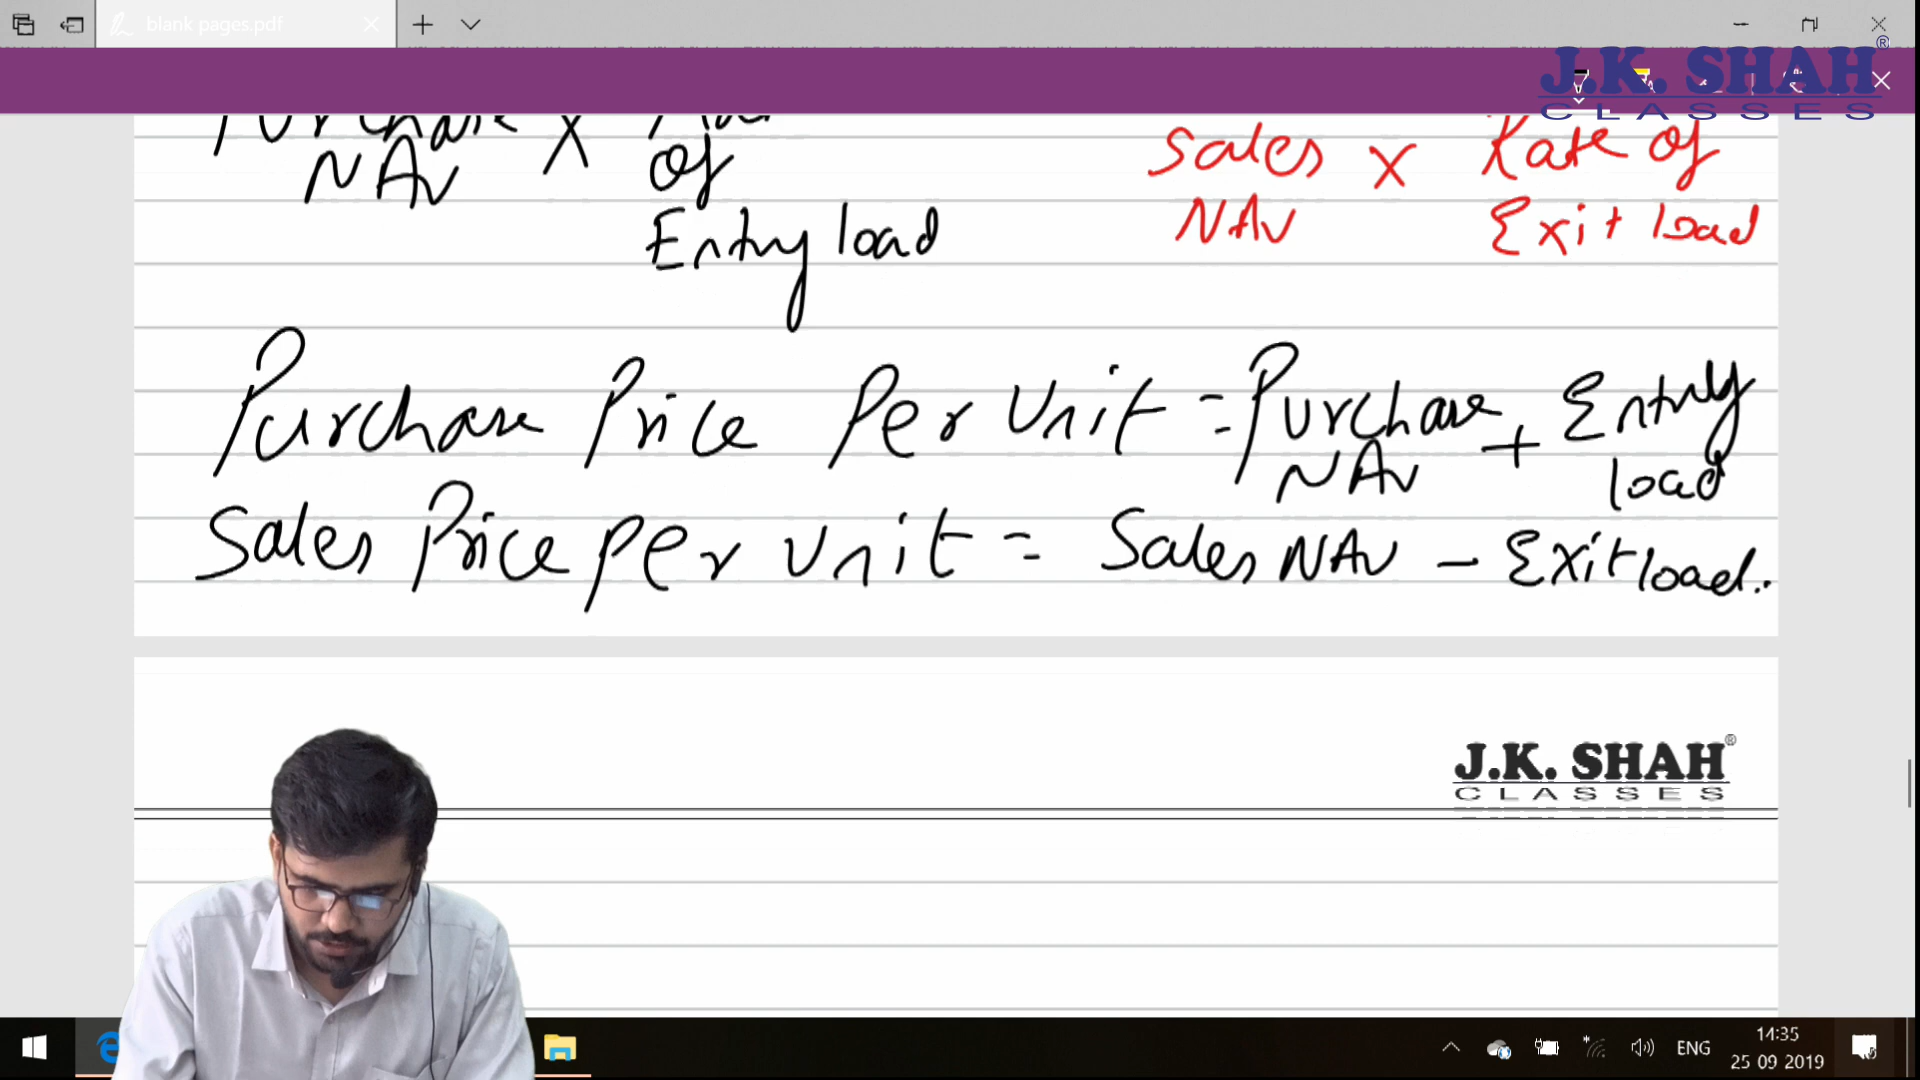 blank pages.pdf
J.K. SHAH®
CLASSES
Purchase X
NAV of
Entry load
Sales X Rate of
NAV Exit load
Purchase Price Per Unit = Purchase + Entry
NAV load
Sales Price per Unit = Sales NAV - Exit load.
J.K. SHAH®
CLASSES
ENG
14:35
25 09 2019